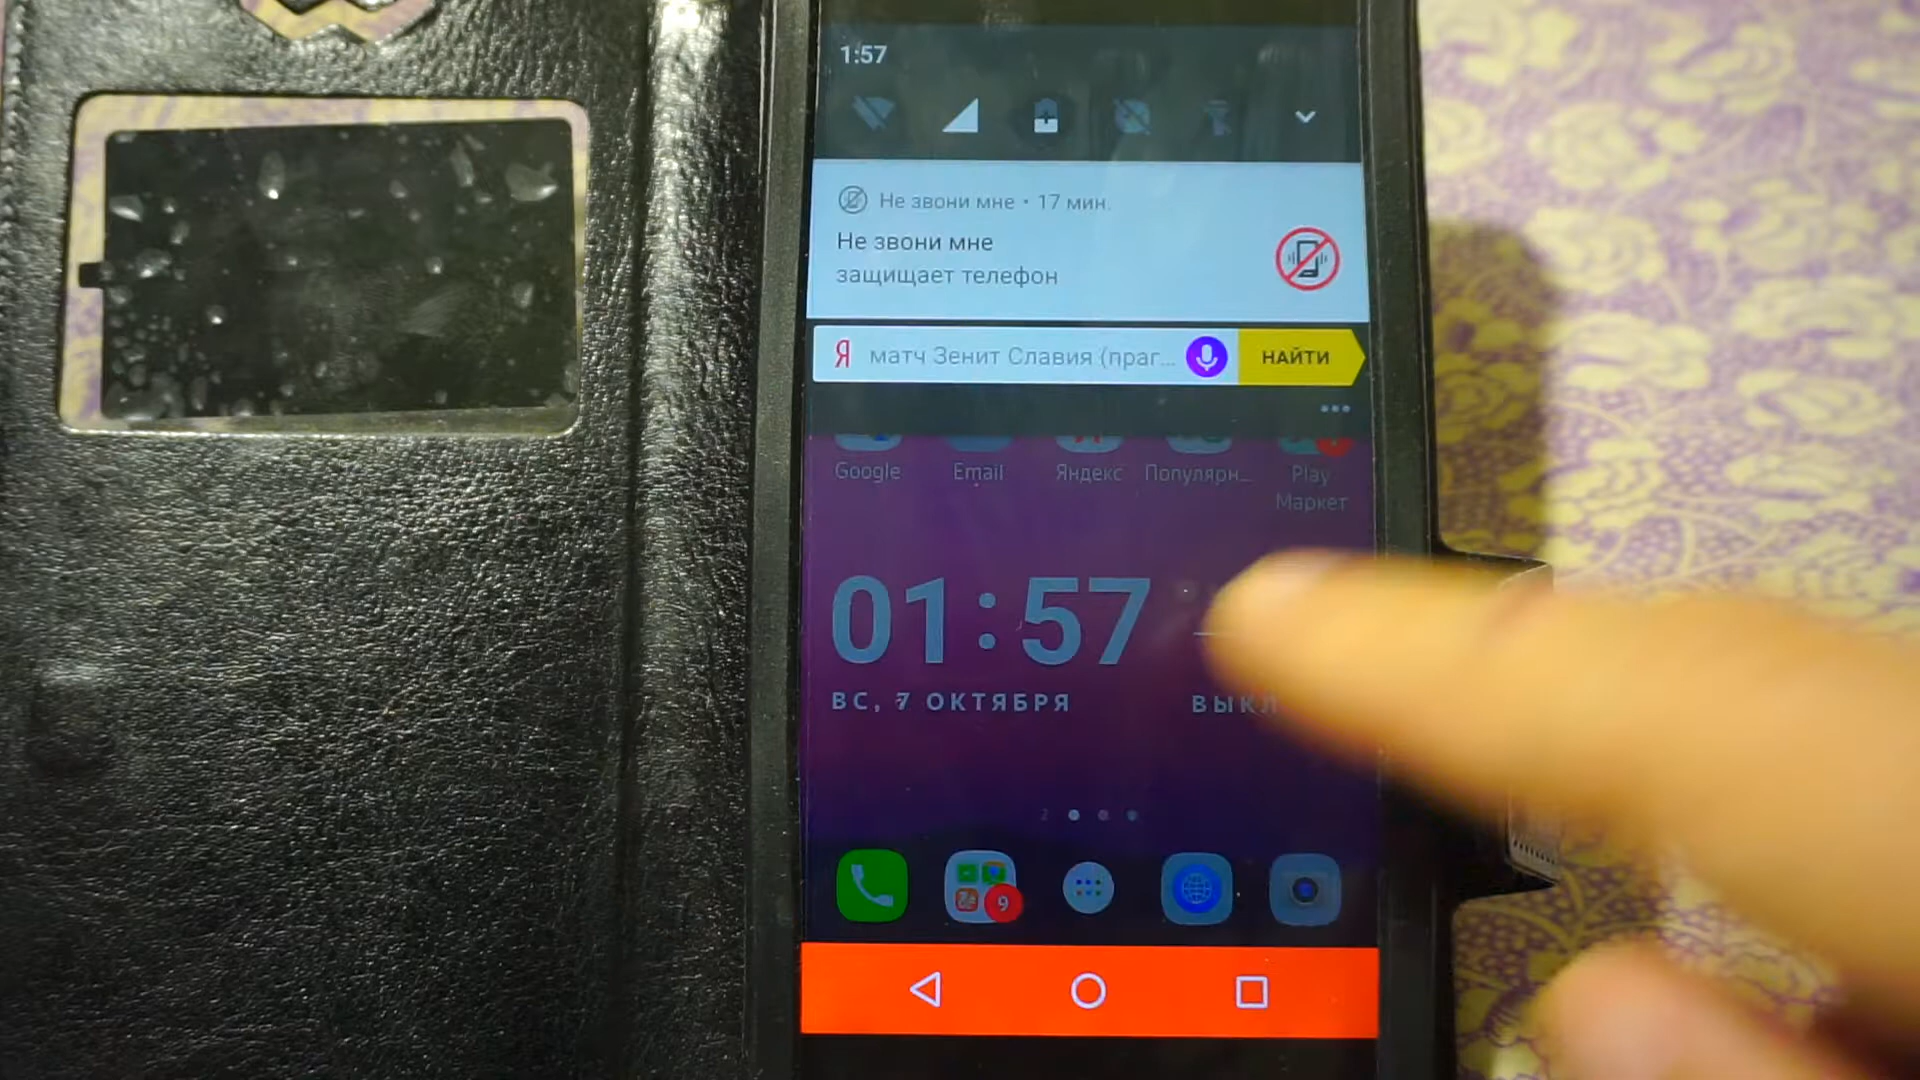 1:57
Не звони мне • 17 мин.
Не звони мне
защищает телефон
Я матч Зенит Славия (праг... НАЙТИ
Google Email Яндекс Популярн... Play Маркет
01:57
ВС, 7 ОКТЯБРЯ ВЫКЛ
9